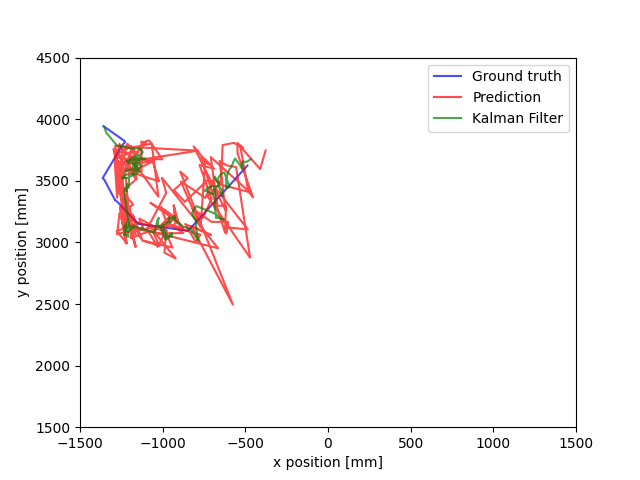 4500
4000
3500
3000
2500
2000
1500
y position [mm]
−1500
−1000
−500
0
500
1000
1500
x position [mm]
Ground truth
Prediction
Kalman Filter